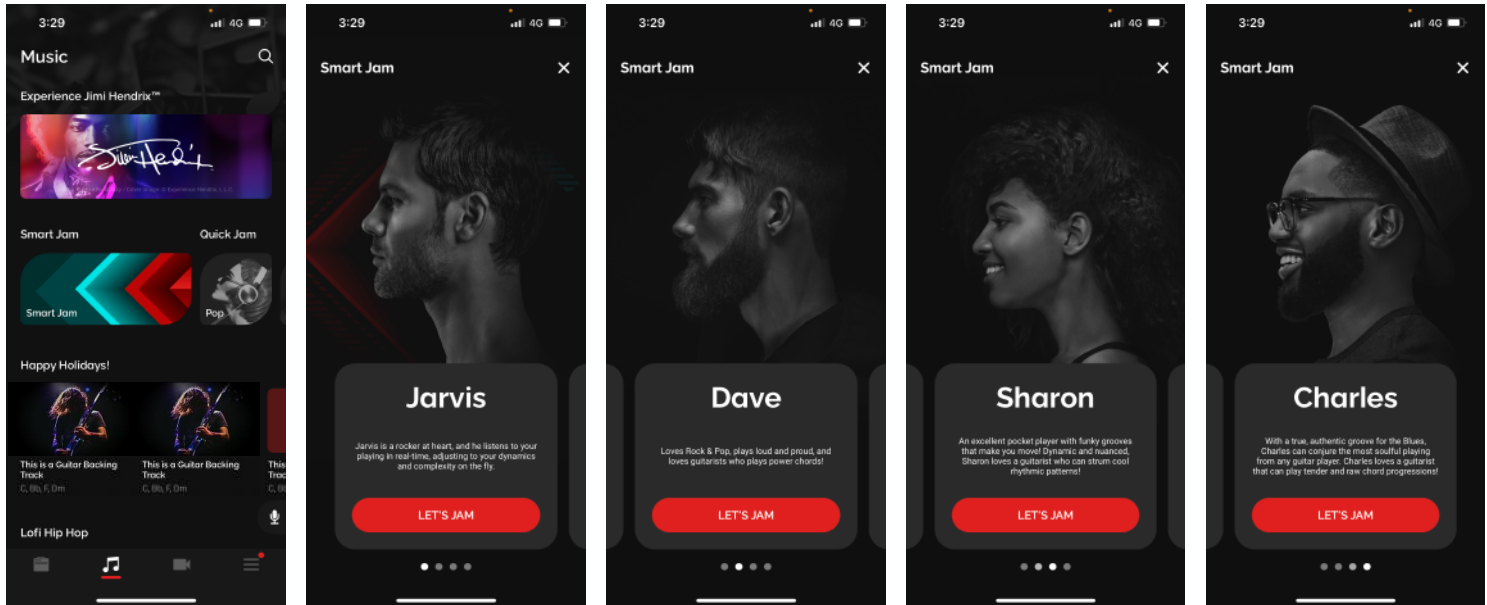 3:29
4G
Music
Experience Jimi Hendrix™
Jimi Hendrix
Smart Jam
Quick Jam
Smart Jam
Pop
Happy Holidays!
This is a Guitar Backing
Track
C, Bb, F, Dm
This is a Guitar Backing
Track
C, Bb, F, Dm
This
Trac
C, Bb
Lofi Hip Hop
3:29
4G
Smart Jam
Jarvis
Jarvis is a rocker at heart, and he listens to your
playing in real-time, adjusting to your dynamics
and complexity on the fly.
LET'S JAM
3:29
4G
Smart Jam
Dave
Loves Rock & Pop, plays loud and proud, and
loves guitarists who plays power chords!
LET'S JAM
3:29
4G
Smart Jam
Sharon
An excellent pocket player with funky grooves
that make you move! Dynamic and nuanced,
Sharon loves a guitarist who can strum cool
rhythmic patterns!
LET'S JAM
3:29
4G
Smart Jam
Charles
With a true, authentic groove for the Blues,
Charles can conjure the most soulful playing
from any guitar player. Charles loves a guitarist
that can play tender and raw chord progressions!
LET'S JAM